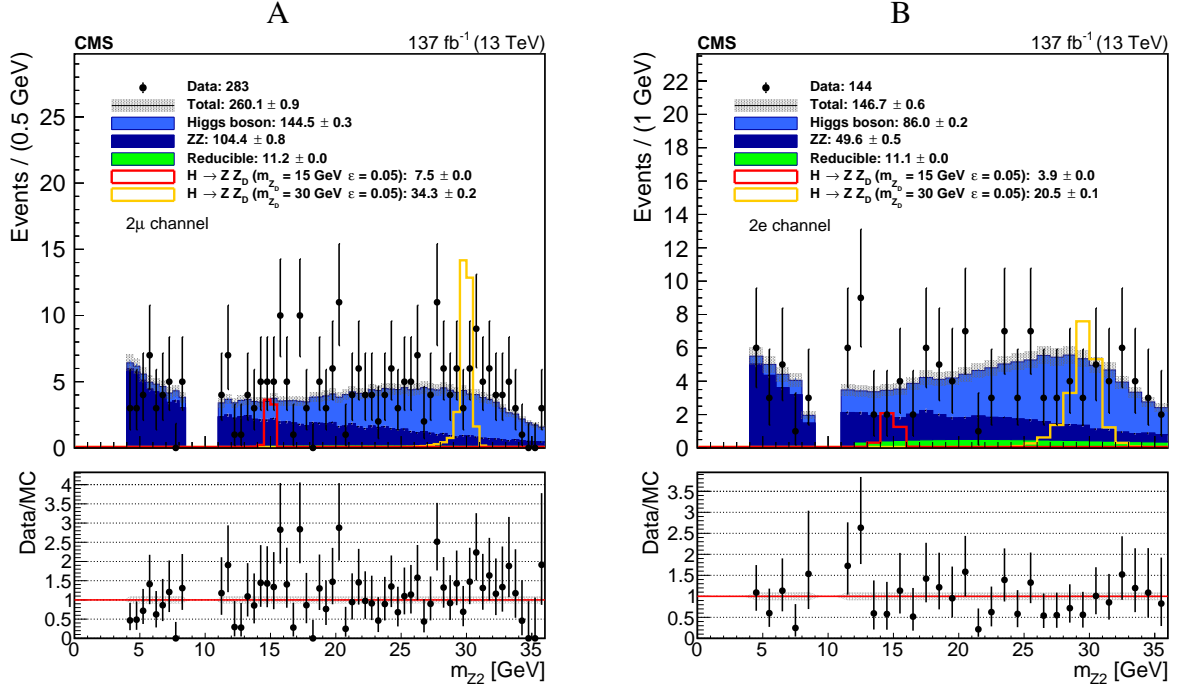 A
CMS
137 fb⁻¹ (13 TeV)
Events / (0.5 GeV)
25
20
15
10
5
0
Data: 283
Total: 260.1 ± 0.9
Higgs boson: 144.5 ± 0.3
ZZ: 104.4 ± 0.8
Reducible: 11.2 ± 0.0
H → Z Z_D (m_Z_D = 15 GeV ε = 0.05): 7.5 ± 0.0
H → Z Z_D (m_Z_D = 30 GeV ε = 0.05): 34.3 ± 0.2
2μ channel
Data/MC
4
3.5
3
2.5
2
1.5
1
0.5
0
0 5 10 15 20 25 30 35
m_Z2 [GeV]
B
CMS
137 fb⁻¹ (13 TeV)
Events / (1 GeV)
22
20
18
16
14
12
10
8
6
4
2
0
Data: 144
Total: 146.7 ± 0.6
Higgs boson: 86.0 ± 0.2
ZZ: 49.6 ± 0.5
Reducible: 11.1 ± 0.0
H → Z Z_D (m_Z_D = 15 GeV ε = 0.05): 3.9 ± 0.0
H → Z Z_D (m_Z_D = 30 GeV ε = 0.05): 20.5 ± 0.1
2e channel
Data/MC
3.5
3
2.5
2
1.5
1
0.5
0
0 5 10 15 20 25 30 35
m_Z2 [GeV]